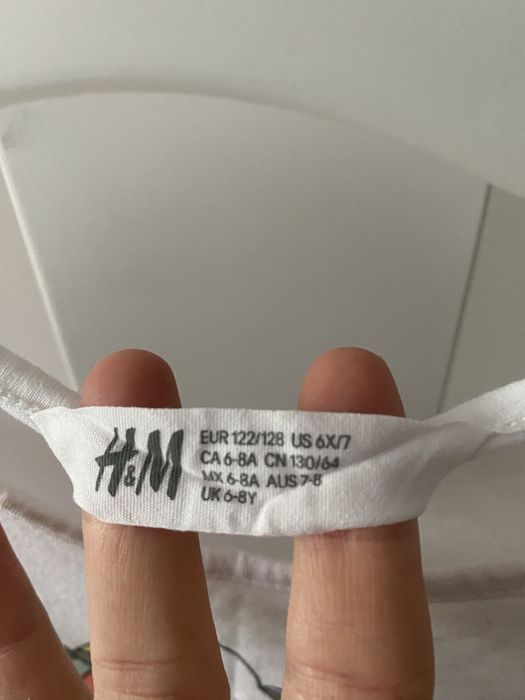 H&M
EUR 122/128 US 6X/7
CA 6-8A CN 130/64
MX 6-8A AUS 7-8
UK 6-8Y